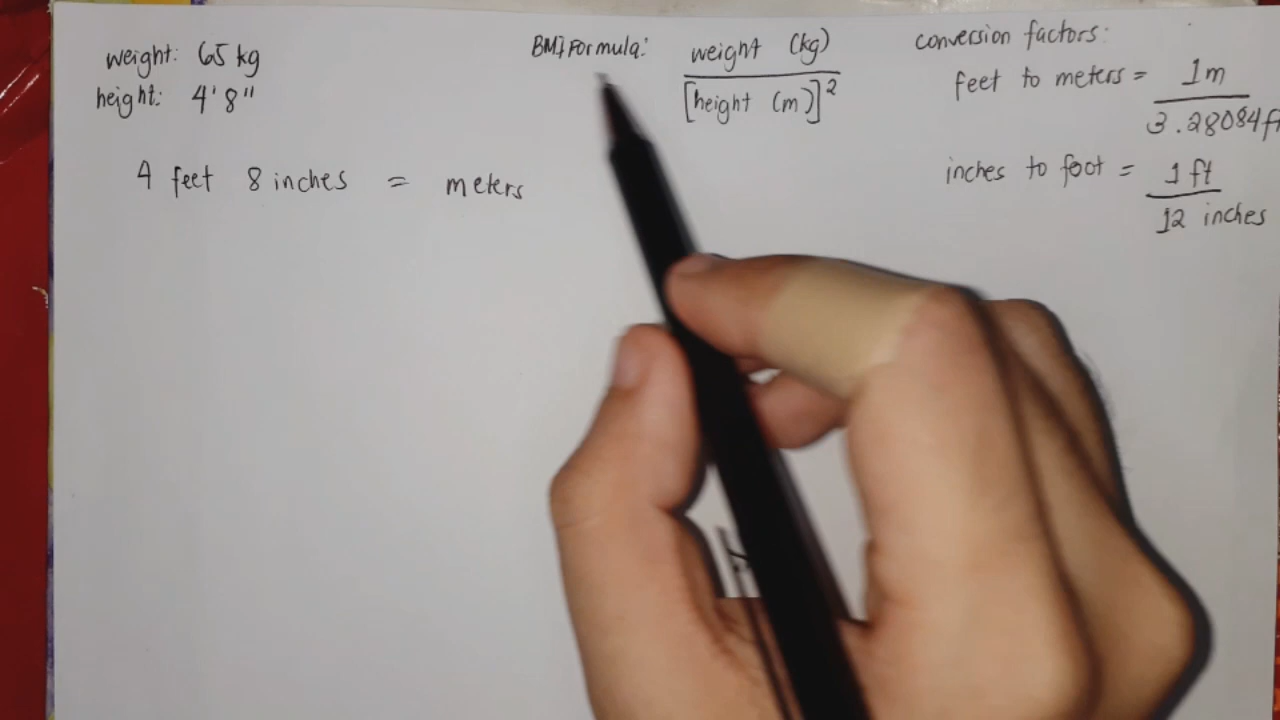 weight: 65 kg
height: 4' 8"
BMI Formula: weight (kg)
[height (m)]²
conversion factors:
feet to meters = 1m
3.28084ft
inches to foot = 1 ft
12 inches
4 feet 8 inches = meters